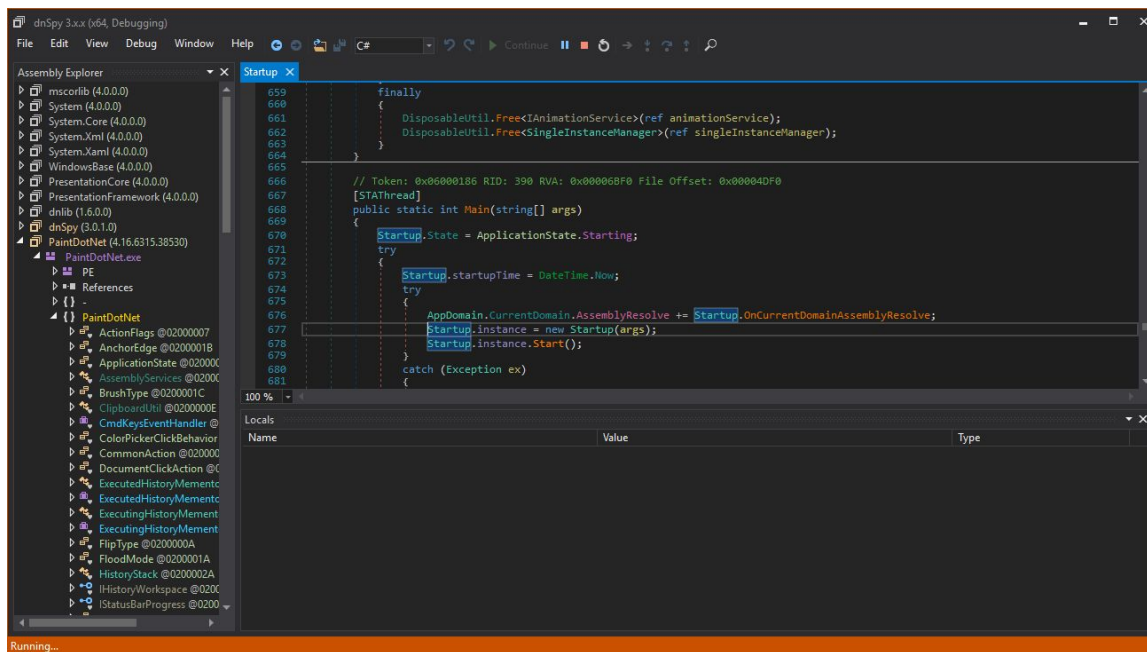 dnSpy 3.x.x (x64, Debugging)
File Edit View Debug Window Help C# Continue
Assembly Explorer
mscorlib (4.0.0.0)
System (4.0.0.0)
System.Core (4.0.0.0)
System.Xml (4.0.0.0)
System.Xaml (4.0.0.0)
WindowsBase (4.0.0.0)
PresentationCore (4.0.0.0)
PresentationFramework (4.0.0.0)
dnlib (1.6.0.0)
dnSpy (3.0.1.0)
PaintDotNet (4.16.6315.38530)
PaintDotNet.exe
PE
References
{} -
{} PaintDotNet
ActionFlags @02000007
AnchorEdge @0200001B
ApplicationState @020000
AssemblyServices @0200
BrushType @0200001C
ClipboardUtil @0200000E
CmdKeysEventHandler @
ColorPickerClickBehavior
CommonAction @020000
DocumentClickAction @0
ExecutedHistoryMemento
ExecutedHistoryMemento
ExecutingHistoryMement
ExecutingHistoryMement
FlipType @0200000A
FloodMode @0200001A
HistoryStack @0200002A
IHistoryWorkspace @0200
IStatusBarProgress @0200
Startup
659 finally
660 {
661 DisposableUtil.Free<IAnimationService>(ref animationService);
662 DisposableUtil.Free<SingleInstanceManager>(ref singleInstanceManager);
663 }
664 }
665
666 // Token: 0x06000186 RID: 390 RVA: 0x00006BF0 File Offset: 0x00004DF0
667 [STAThread]
668 public static int Main(string[] args)
669 {
670 Startup.State = ApplicationState.Starting;
671 try
672 {
673 Startup.startupTime = DateTime.Now;
674 try
675 {
676 AppDomain.CurrentDomain.AssemblyResolve += Startup.OnCurrentDomainAssemblyResolve;
677 Startup.instance = new Startup(args);
678 Startup.instance.Start();
679 }
680 catch (Exception ex)
681 {
100 %
Locals
Name Value Type
Running...